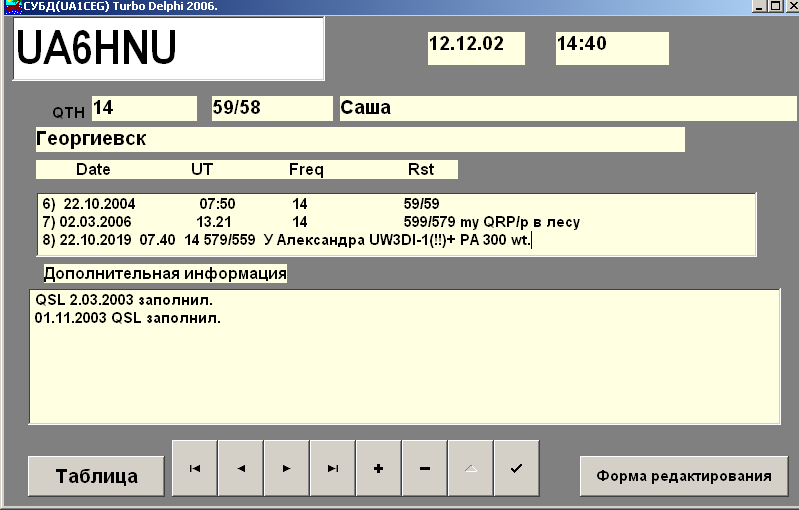 СУБД(UA1CEG) Turbo Delphi 2006.
UA6HNU 12.12.02 14:40
QTH 14 59/58 Саша
Георгиевск
Date UT Freq Rst
6) 22.10.2004 07:50 14 59/59
7) 02.03.2006 13.21 14 599/579 my QRP/p в лесу
8) 22.10.2019 07.40 14 579/559 У Александра UW3DI-1(!!)+ PA 300 wt.
Дополнительная информация
QSL 2.03.2003 заполнил.
01.11.2003 QSL заполнил.
Таблица Форма редактирования